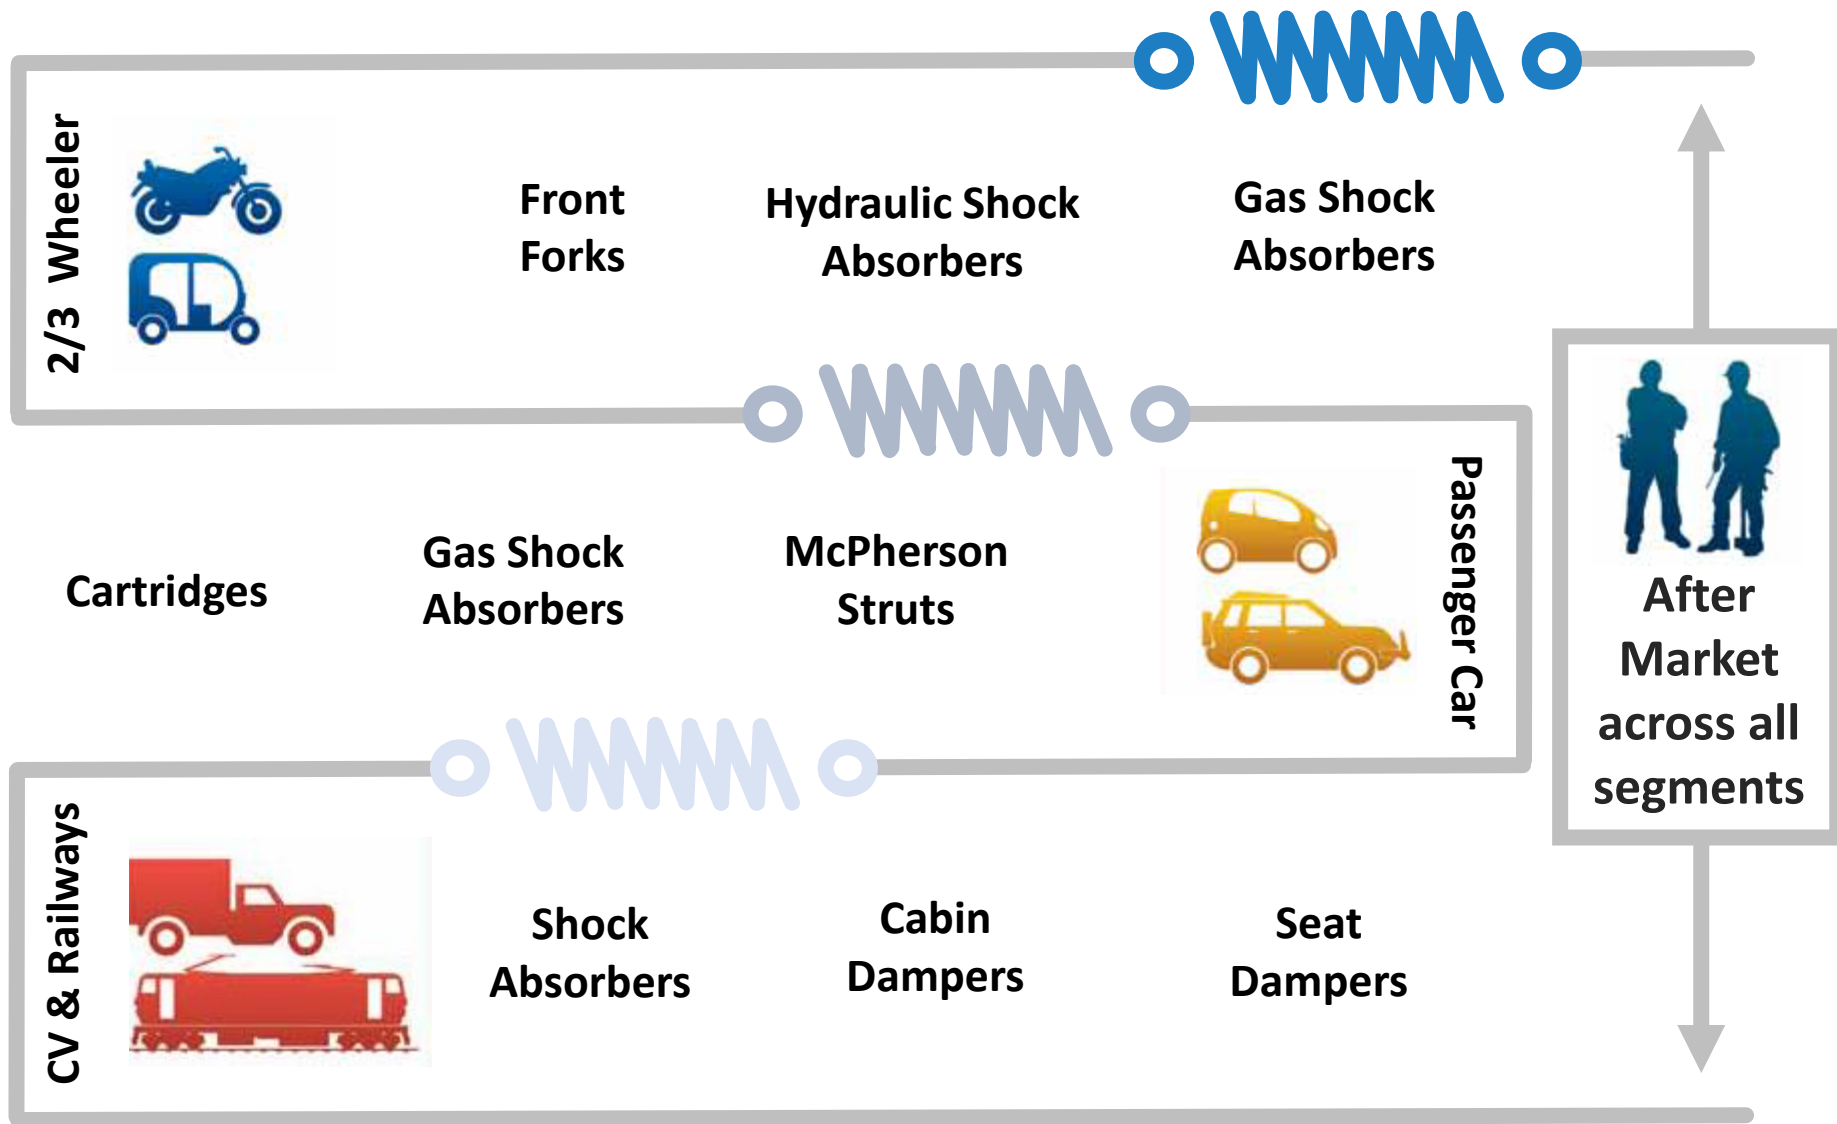 2/3 Wheeler
Front
Forks
Hydraulic Shock
Absorbers
Gas Shock
Absorbers
Cartridges
Gas Shock
Absorbers
McPherson
Struts
Passenger Car
CV & Railways
Shock
Absorbers
Cabin
Dampers
Seat
Dampers
After
Market
across all
segments